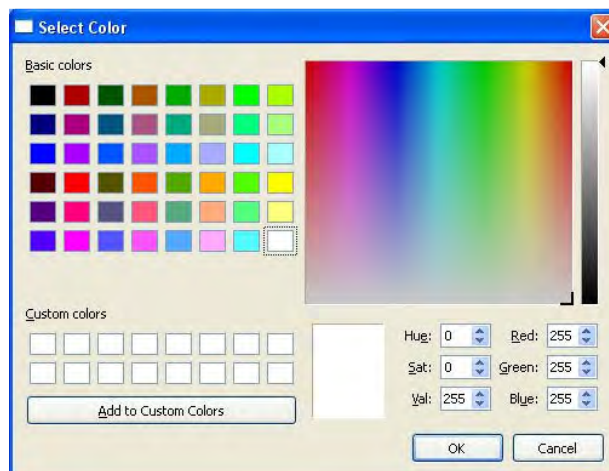 Select Color
Basic colors
Custom colors
Add to Custom Colors
Hue: 0 Red: 255
Sat: 0 Green: 255
Val: 255 Blue: 255
OK Cancel